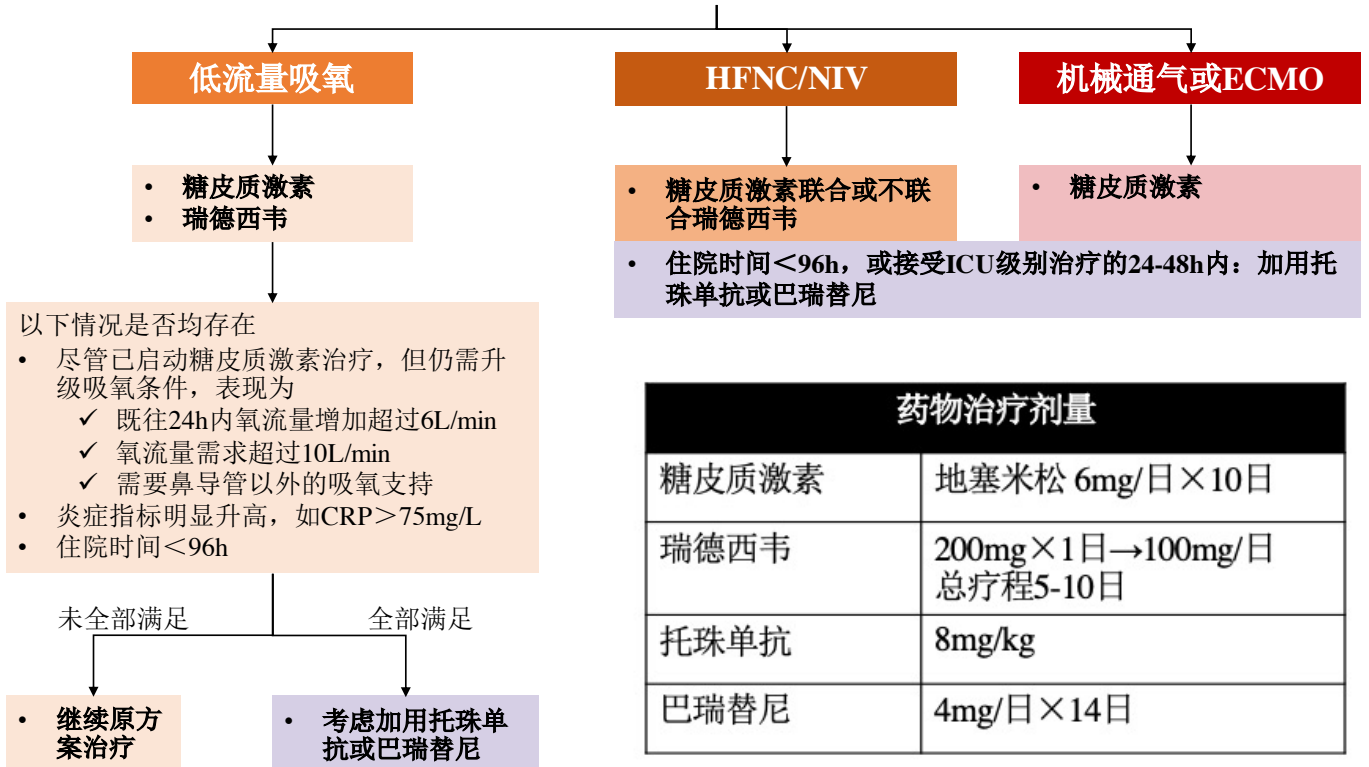 低流量吸氧
HFNC/NIV
机械通气或ECMO
• 糖皮质激素
• 瑞德西韦
• 糖皮质激素联合或不联
合瑞德西韦
• 糖皮质激素
• 住院时间＜96h，或接受ICU级别治疗的24-48h内：加用托
珠单抗或巴瑞替尼
以下情况是否均存在
• 尽管已启动糖皮质激素治疗，但仍需升
级吸氧条件，表现为
✓ 既往24h内氧流量增加超过6L/min
✓ 氧流量需求超过10L/min
✓ 需要鼻导管以外的吸氧支持
• 炎症指标明显升高，如CRP＞75mg/L
• 住院时间＜96h
未全部满足
全部满足
• 继续原方
案治疗
• 考虑加用托珠单
抗或巴瑞替尼
药物治疗剂量
糖皮质激素 地塞米松 6mg/日×10日
瑞德西韦 200mg×1日→100mg/日
总疗程5-10日
托珠单抗 8mg/kg
巴瑞替尼 4mg/日×14日